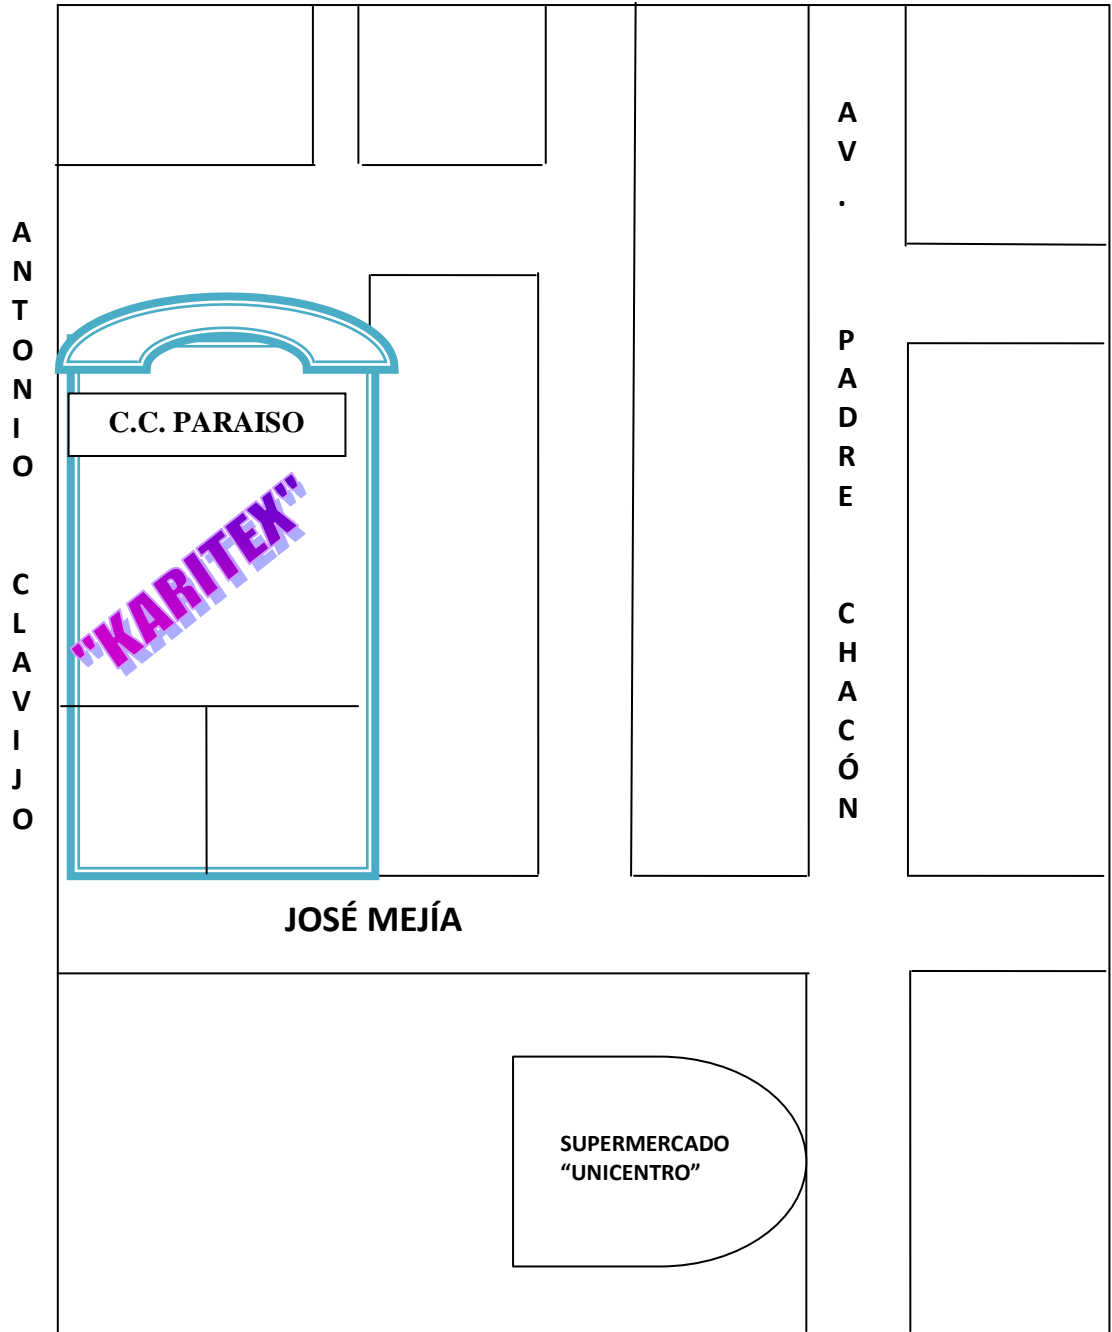 ANTONIO CLAVIJO
C.C. PARAISO
"KARITEX"
AV. PADRE CHACÓN
JOSÉ MEJÍA
SUPERMERCADO
“UNICENTRO”